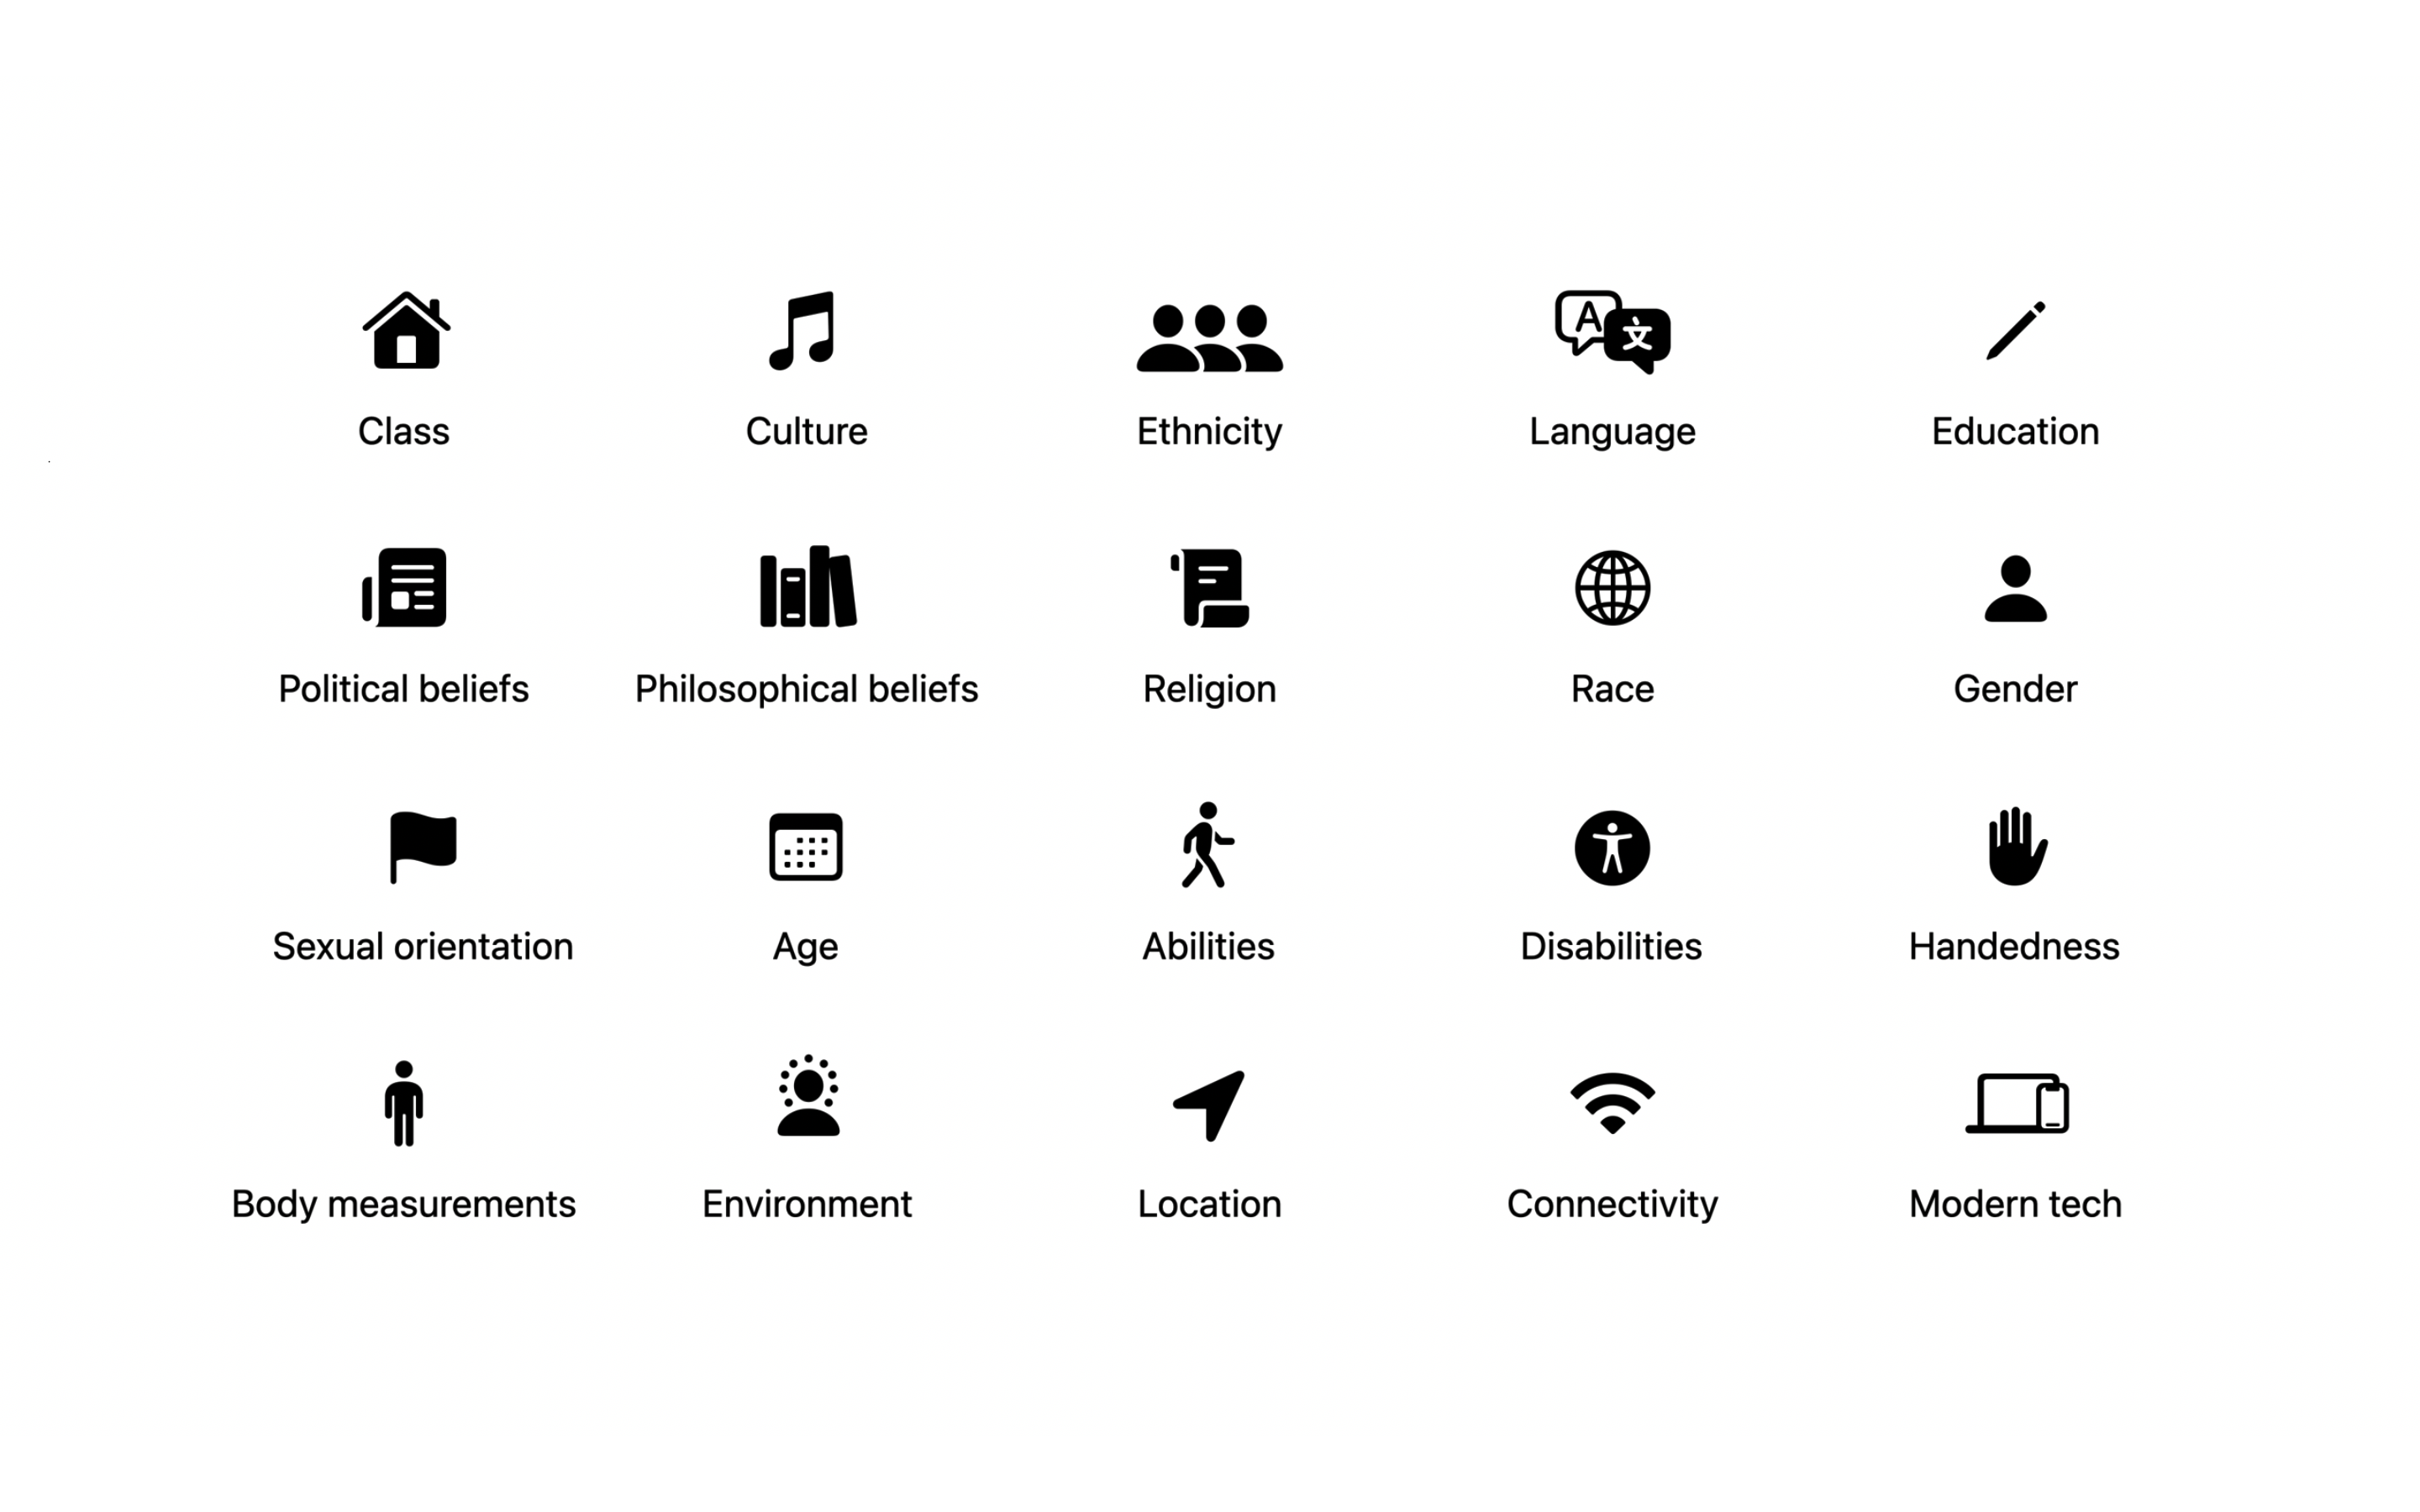 A 文
Class
Culture
Ethnicity
Language
Education
Political beliefs
Philosophical beliefs
Religion
Race
Gender
Sexual orientation
Age
Abilities
Disabilities
Handedness
Body measurements
Environment
Location
Connectivity
Modern tech